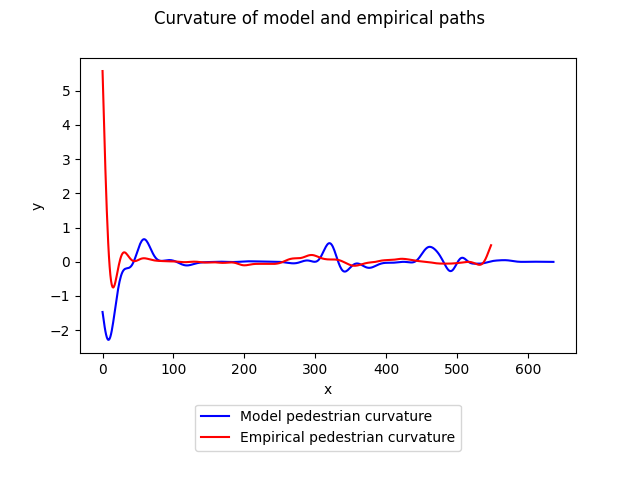 Curvature of model and empirical paths
5
4
3
2
1
0
−1
−2
y
0 100 200 300 400 500 600
x
Model pedestrian curvature
Empirical pedestrian curvature